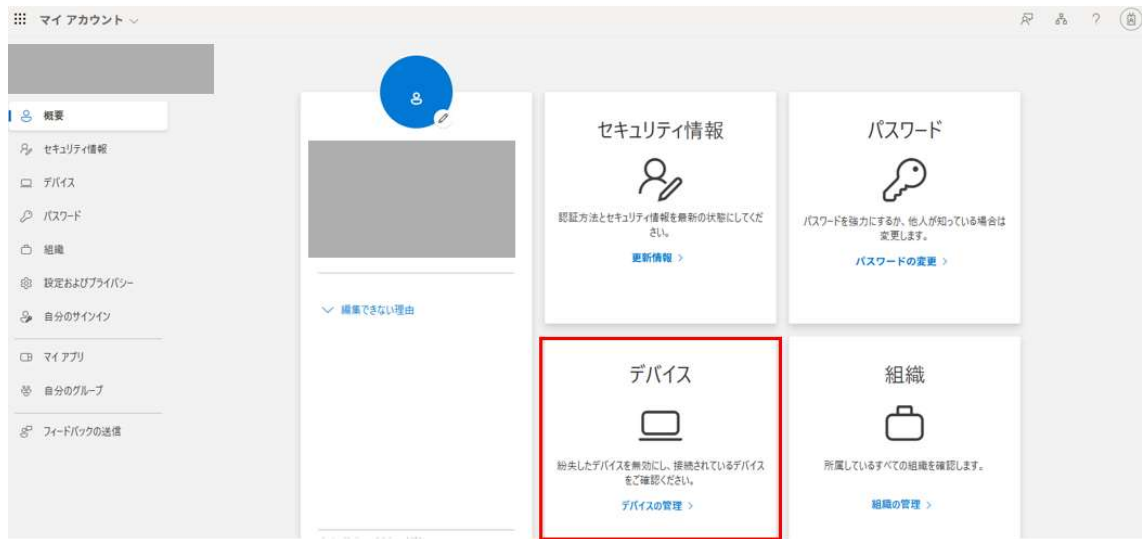 マイ アカウント
?
概要
セキュリティ情報
デバイス
パスワード
組織
設定およびプライバシー
自分のサインイン
マイ アプリ
自分のグループ
フィードバックの送信
編集できない理由
セキュリティ情報
認証方法とセキュリティ情報を最新の状態にしてくだ
さい。
更新情報 >
パスワード
パスワードを強力にするか、他人が知っている場合は
変更します。
パスワードの変更 >
デバイス
紛失したデバイスを無効にし、接続されているデバイス
をご確認ください。
デバイスの管理 >
組織
所属しているすべての組織を確認します。
組織の管理 >